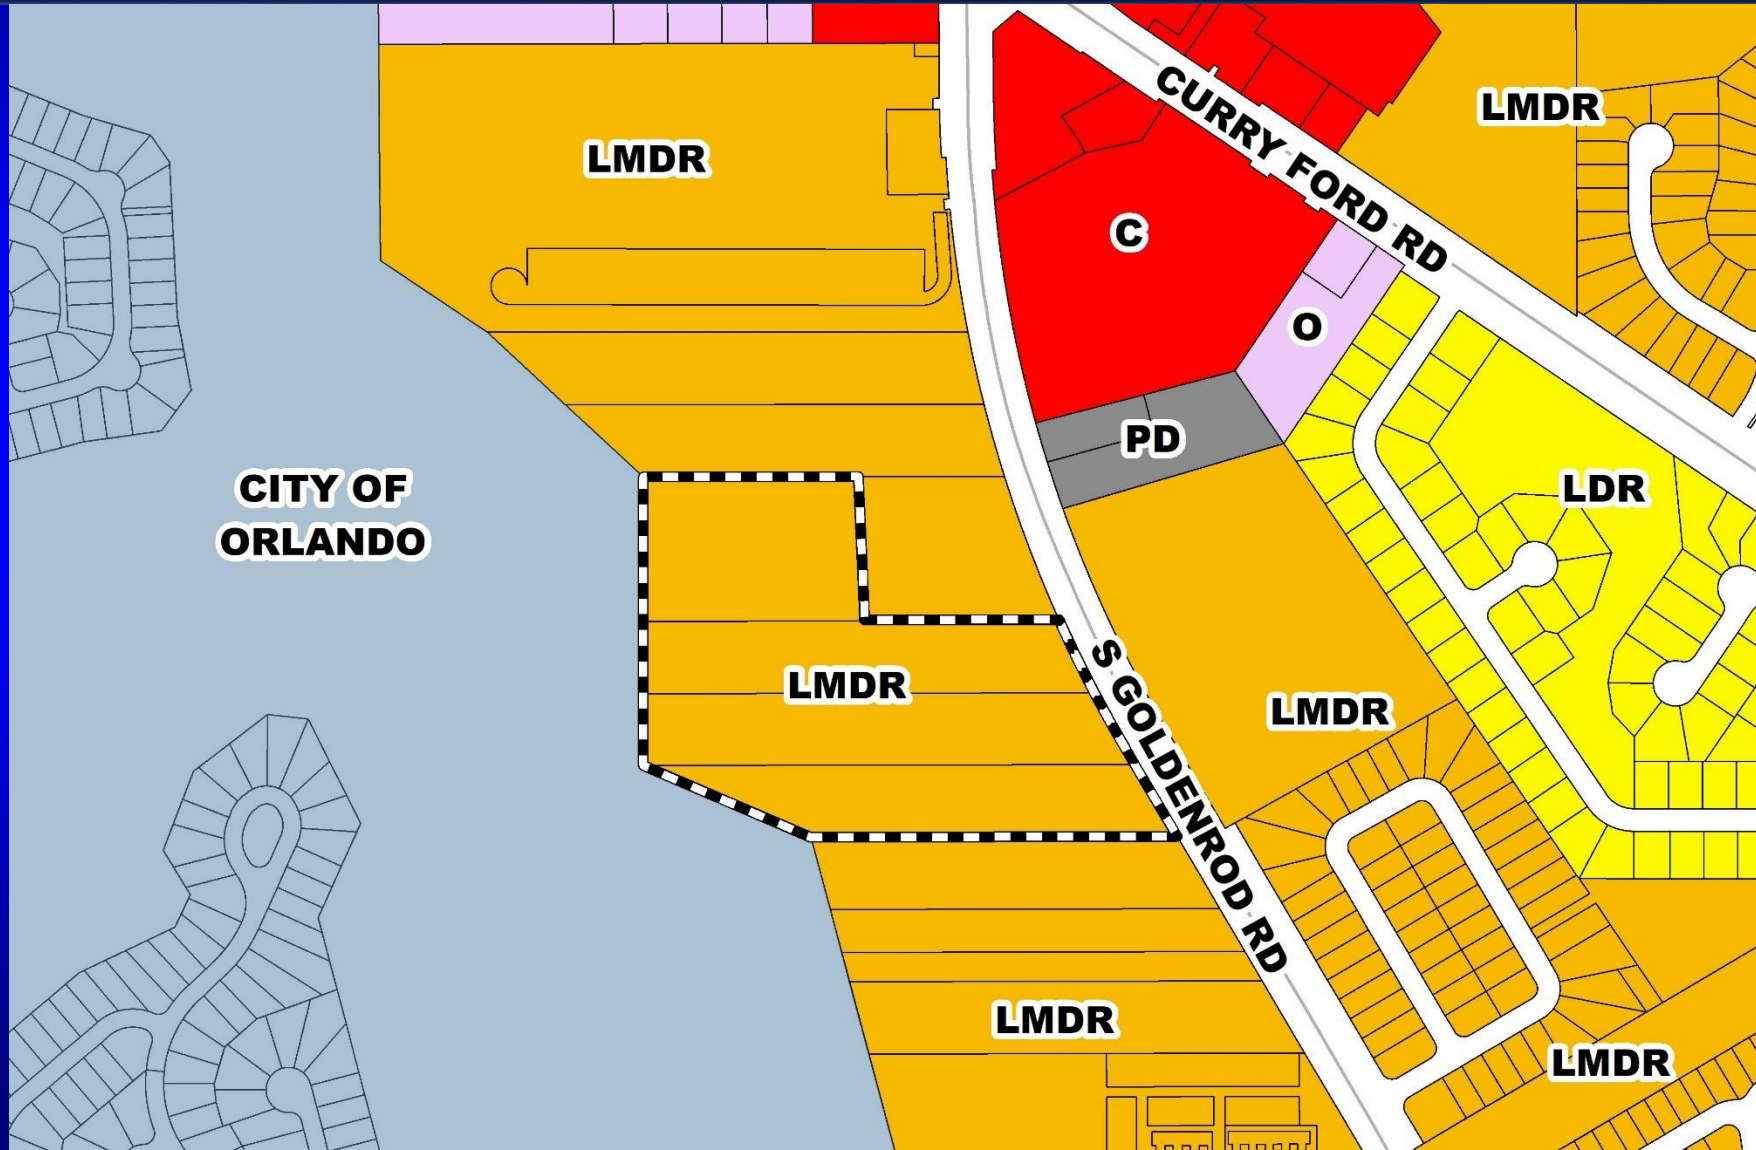 LMDR
CURRY FORD RD
LMDR
C
O
PD
CITY OF
ORLANDO
LDR
LMDR
S GOLDENROD RD
LMDR
LMDR
LMDR